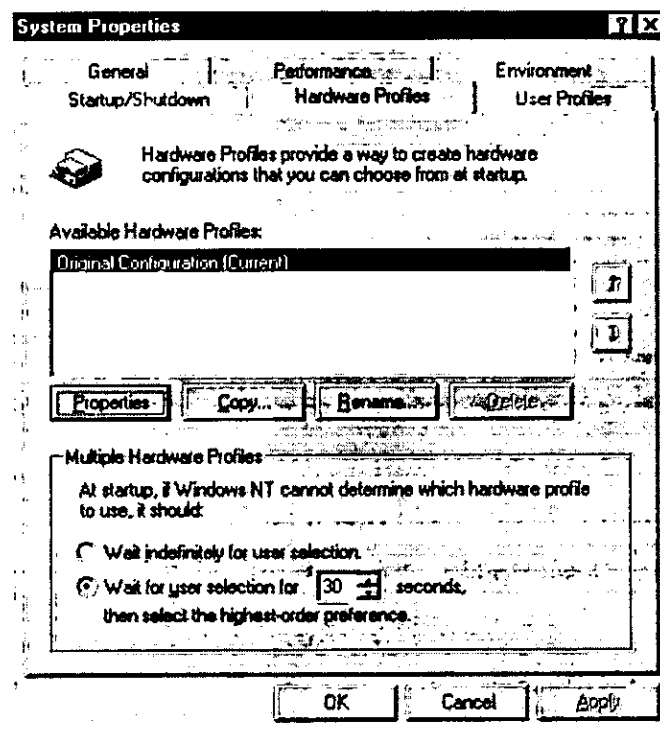 System Properties
General Performance Environment
Startup/Shutdown Hardware Profiles User Profiles
Hardware Profiles provide a way to create hardware
configurations that you can choose from at startup.
Available Hardware Profiles:
Original Configuration (Current)
Properties Copy... Rename... Delete
Multiple Hardware Profiles
At startup, if Windows NT cannot determine which hardware profile
to use, it should:
Wait indefinitely for user selection.
Wait for user selection for 30 seconds,
then select the highest-order preference.
OK Cancel Apply